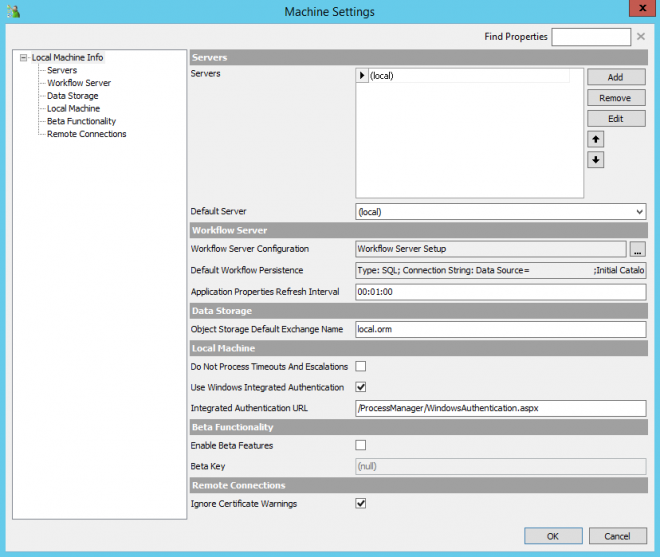 Machine Settings
x
Find Properties
Local Machine Info
Servers
Workflow Server
Data Storage
Local Machine
Beta Functionality
Remote Connections
Servers
Servers
(local)
Add
Remove
Edit
Default Server
(local)
Workflow Server
Workflow Server Configuration
Workflow Server Setup
...
Default Workflow Persistence
Type: SQL; Connection String: Data Source= ;Initial Catalo
Application Properties Refresh Interval
00:01:00
Data Storage
Object Storage Default Exchange Name
local.orm
Local Machine
Do Not Process Timeouts And Escalations
Use Windows Integrated Authentication
Integrated Authentication URL
/ProcessManager/WindowsAuthentication.aspx
Beta Functionality
Enable Beta Features
Beta Key
(null)
Remote Connections
Ignore Certificate Warnings
OK
Cancel